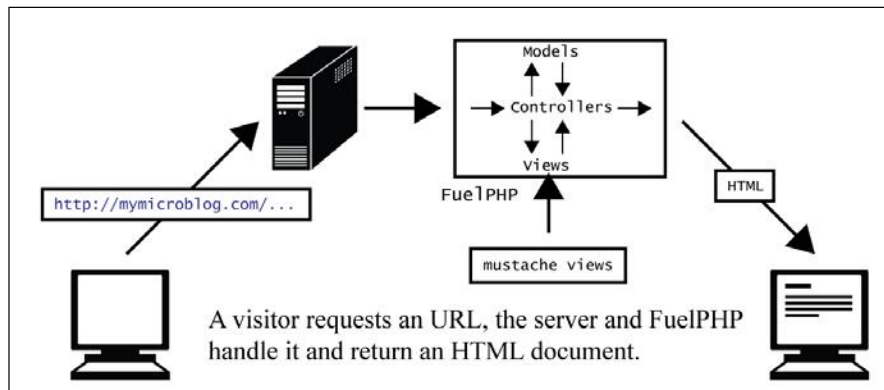 Models
Controllers
Views
FuelPHP
http://mymicroblog.com/...
HTML
mustache views
A visitor requests an URL, the server and FuelPHP
handle it and return an HTML document.